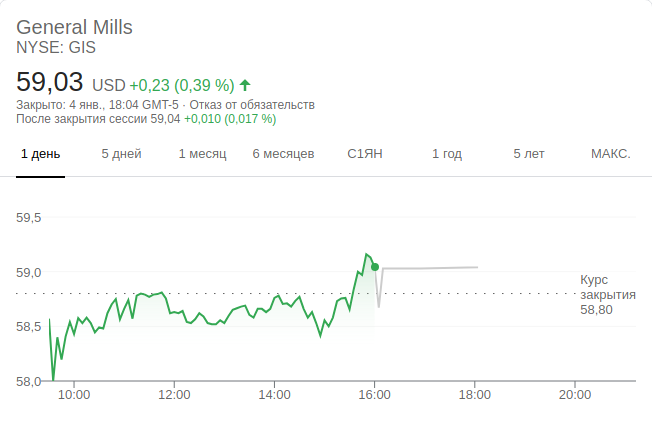 General Mills
NYSE: GIS
59,03 USD +0,23 (0,39 %)
Закрыто: 4 янв., 18:04 GMT-5 · Отказ от обязательств
После закрытия сессии 59,04 +0,010 (0,017 %)
1 день 5 дней 1 месяц 6 месяцев С1ЯН 1 год 5 лет МАКС.
59,5
59,0
Курс
закрытия
58,80
58,5
58,0
10:00 12:00 14:00 16:00 18:00 20:00